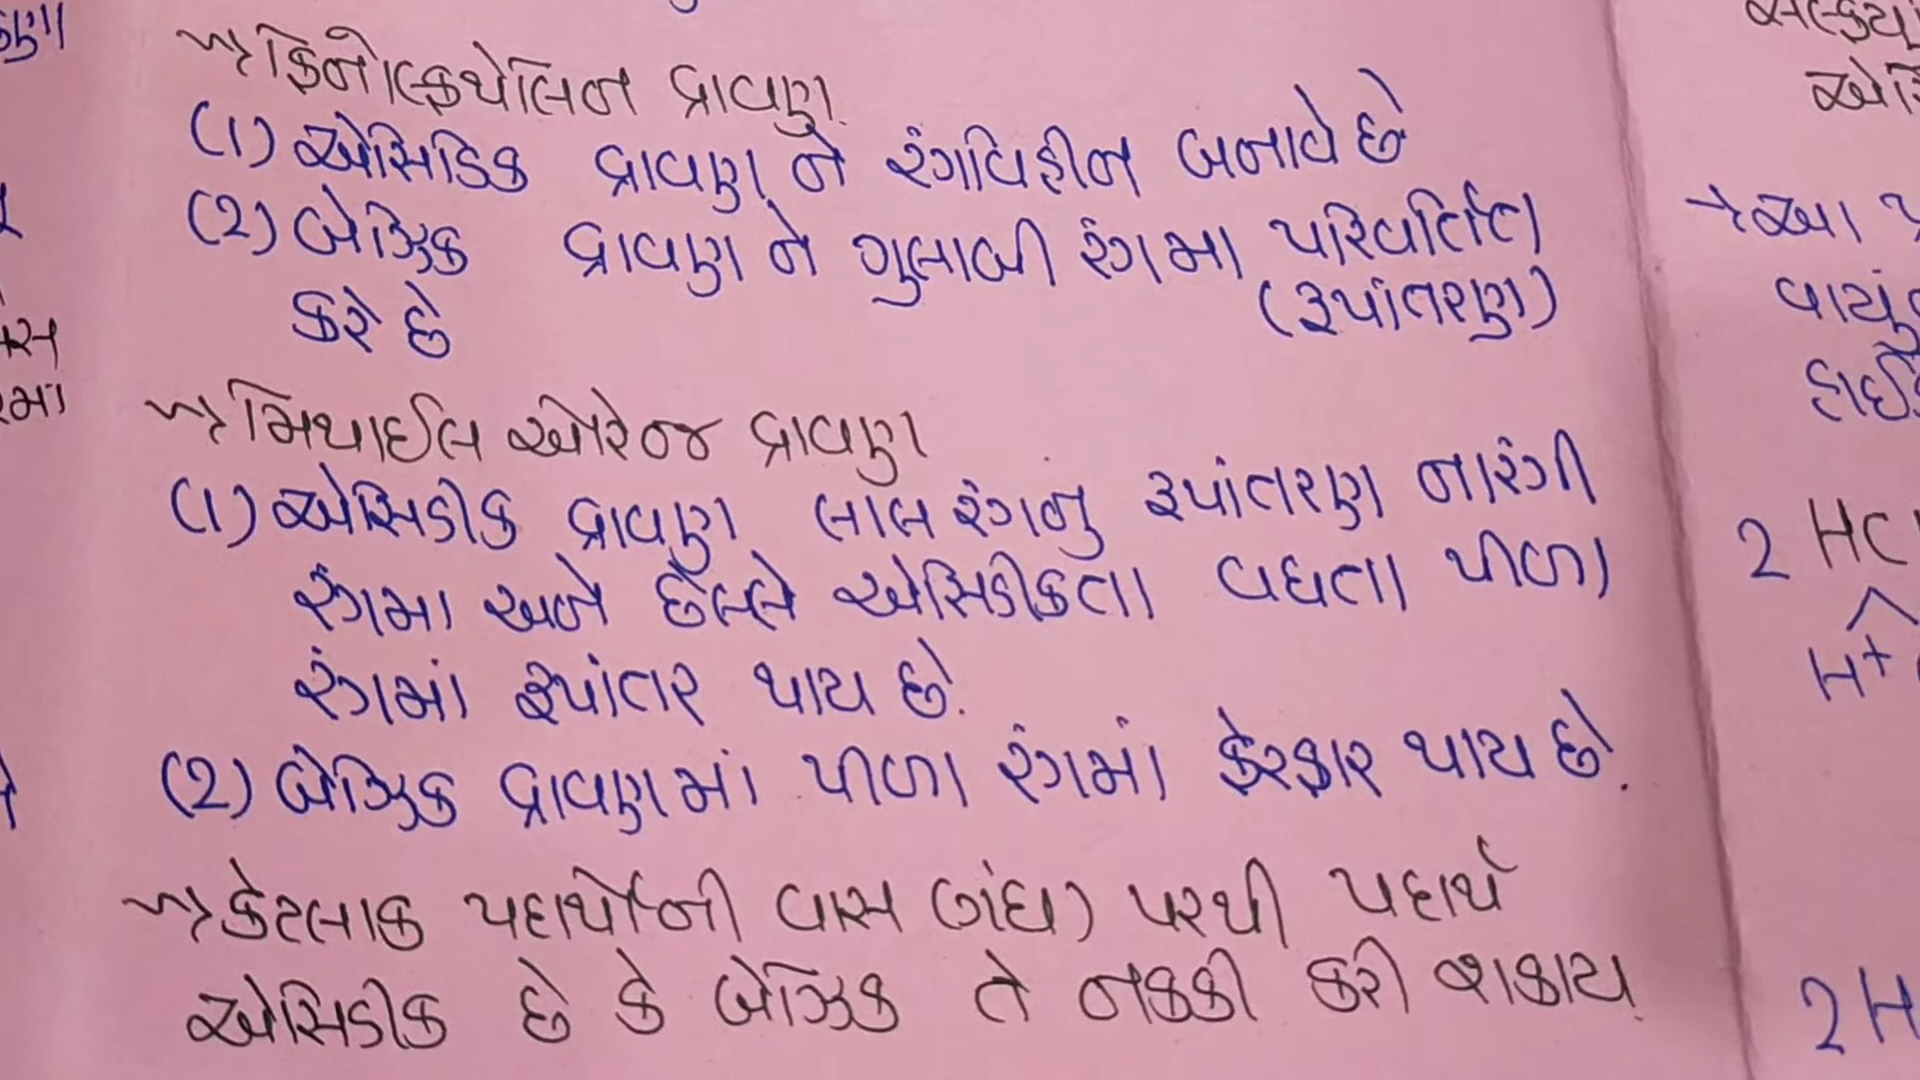 → ફિનોલ્ફથેલિન દ્રાવણ
(1) એસિડિક દ્રાવણ ને રંગવિહીન બનાવે છે
(2) બેઝિક દ્રાવણ ને ગુલાબી રંગમા પરિવર્તિત
(રૂપાંતરણ)
કરે છે
→ મિથાઈલ ઓરેન્જ દ્રાવણ
(1) એસિડીક દ્રાવણ લાલ રંગનુ રૂપાંતરણ નારંગી
રંગમા અને છેલ્લે એસિડીકતા વધતા પીળા
રંગમાં રૂપાંતર થાય છે.
(2) બેઝિક દ્રાવણમાં પીળા રંગમાં ફેરફાર થાય છે.
→ કેટલાક પદાર્થોની વાસ (ગંધ) પરથી પદાર્થ
એસિડીક છે કે બેઝિક તે નક્કી કરી શકાય.
→ આ
2 HC
H+
2 H